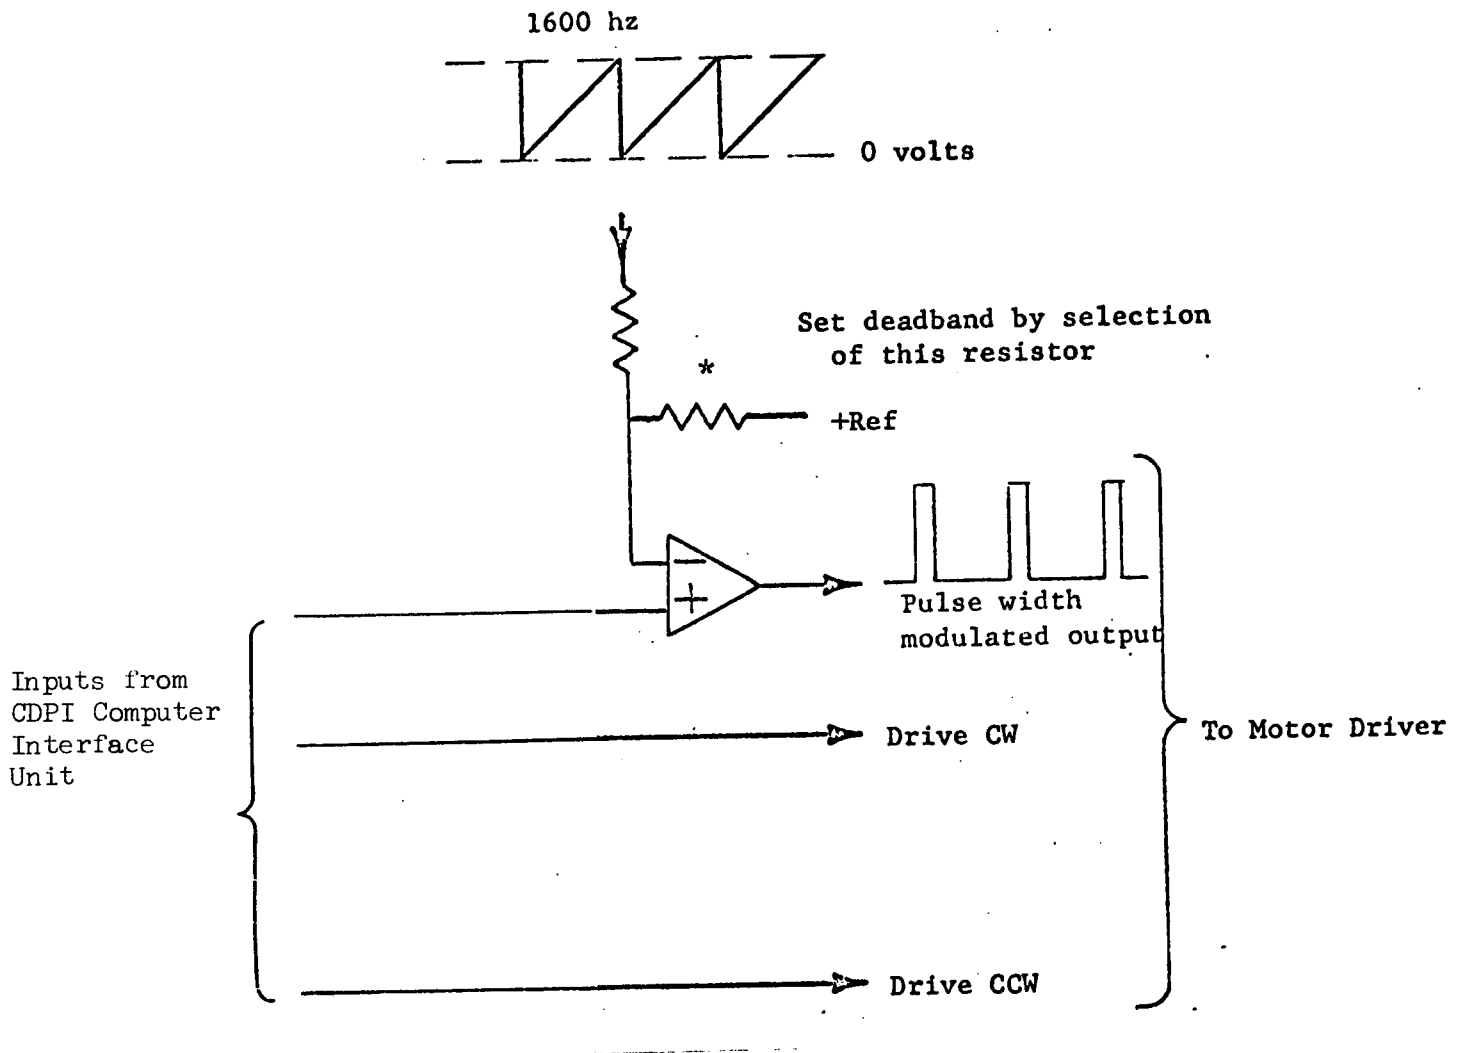 1600 hz
0 volts
Set deadband by selection
of this resistor
*
+Ref
−
+
Pulse width
modulated output
Inputs from
CDPI Computer
Interface
Unit
Drive CW
To Motor Driver
Drive CCW